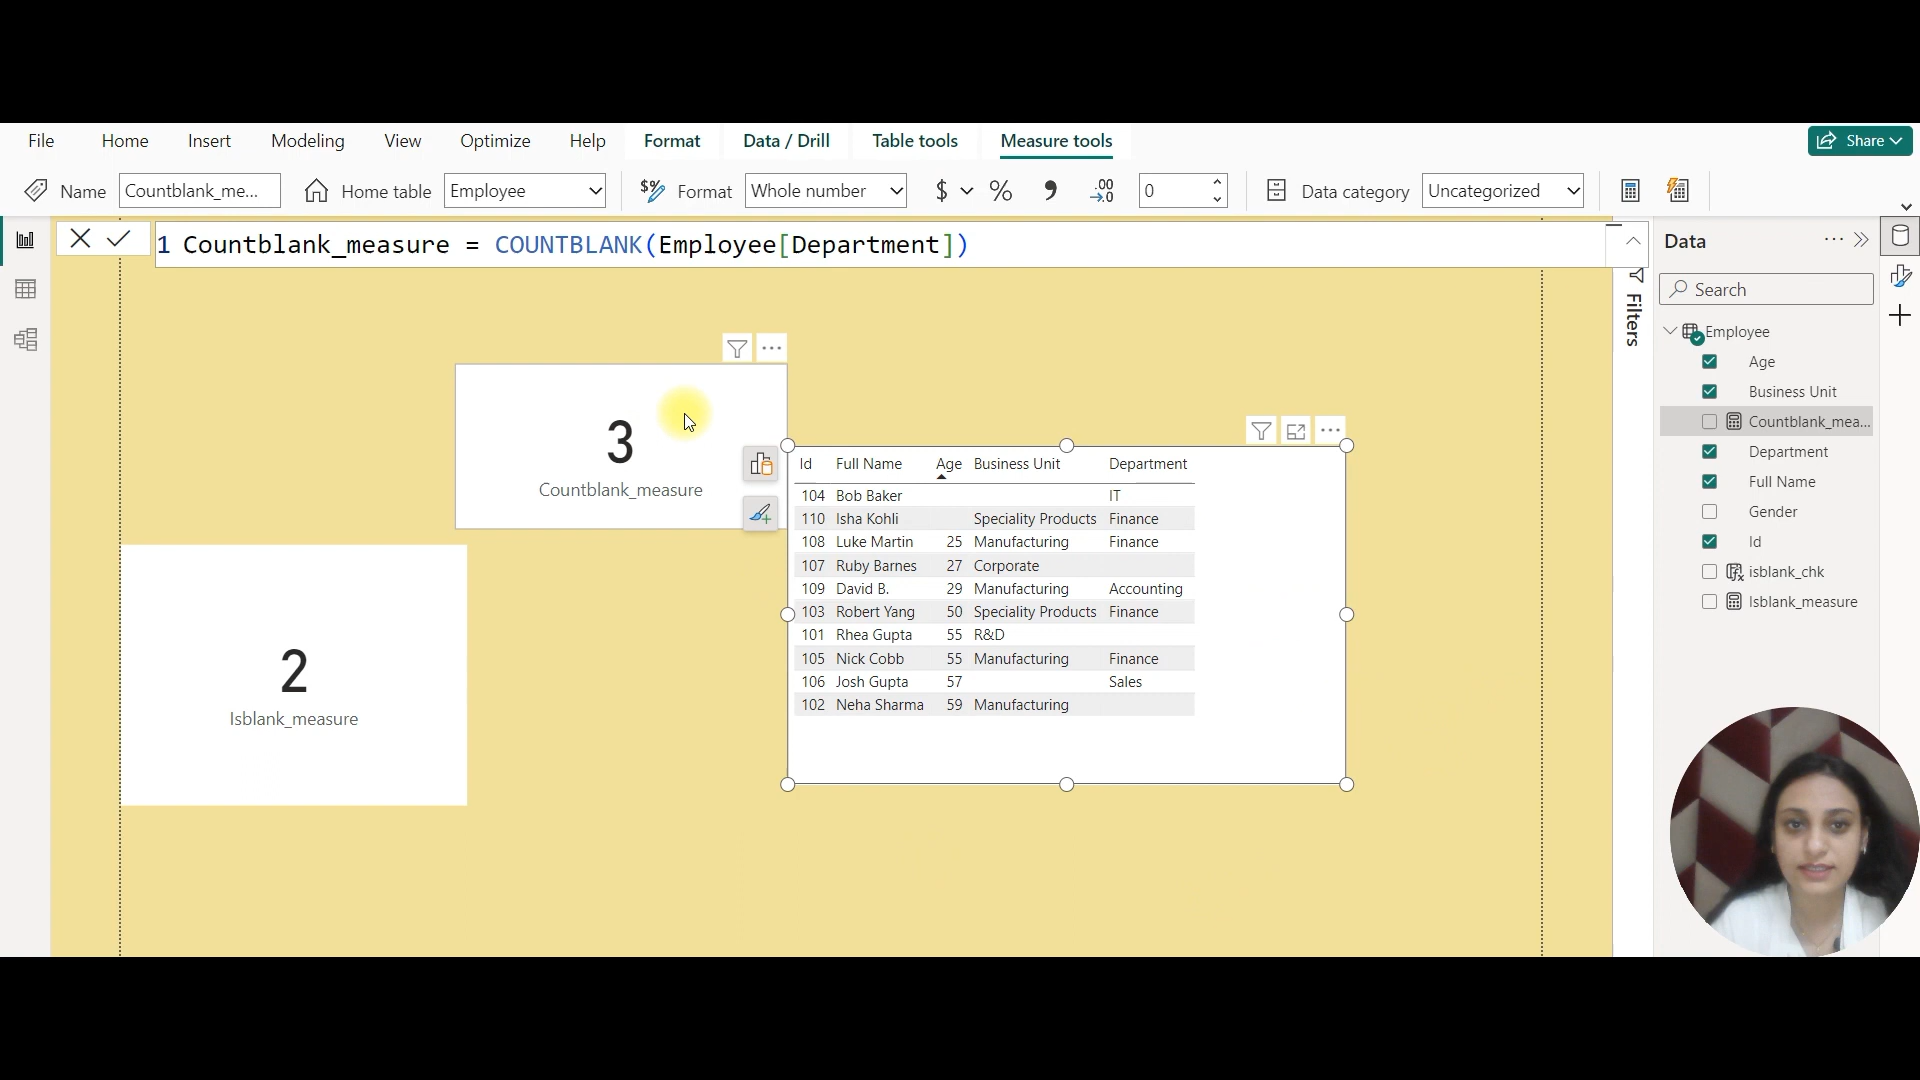 File Home Insert Modeling View Optimize Help Format Data / Drill Table tools Measure tools Share
Name Countblank_me... Home table Employee $% Format Whole number $ % , .00 0 Data category Uncategorized
1 Countblank_measure = COUNTBLANK(Employee[Department])
Filters
3
Countblank_measure
2
Isblank_measure
Id Full Name Age Business Unit Department
104 Bob Baker IT
110 Isha Kohli Speciality Products Finance
108 Luke Martin 25 Manufacturing Finance
107 Ruby Barnes 27 Corporate
109 David B. 29 Manufacturing Accounting
103 Robert Yang 50 Speciality Products Finance
101 Rhea Gupta 55 R&D
105 Nick Cobb 55 Manufacturing Finance
106 Josh Gupta 57 Sales
102 Neha Sharma 59 Manufacturing
Data
Search
Employee
Age
Business Unit
Countblank_mea...
Department
Full Name
Gender
Id
isblank_chk
Isblank_measure